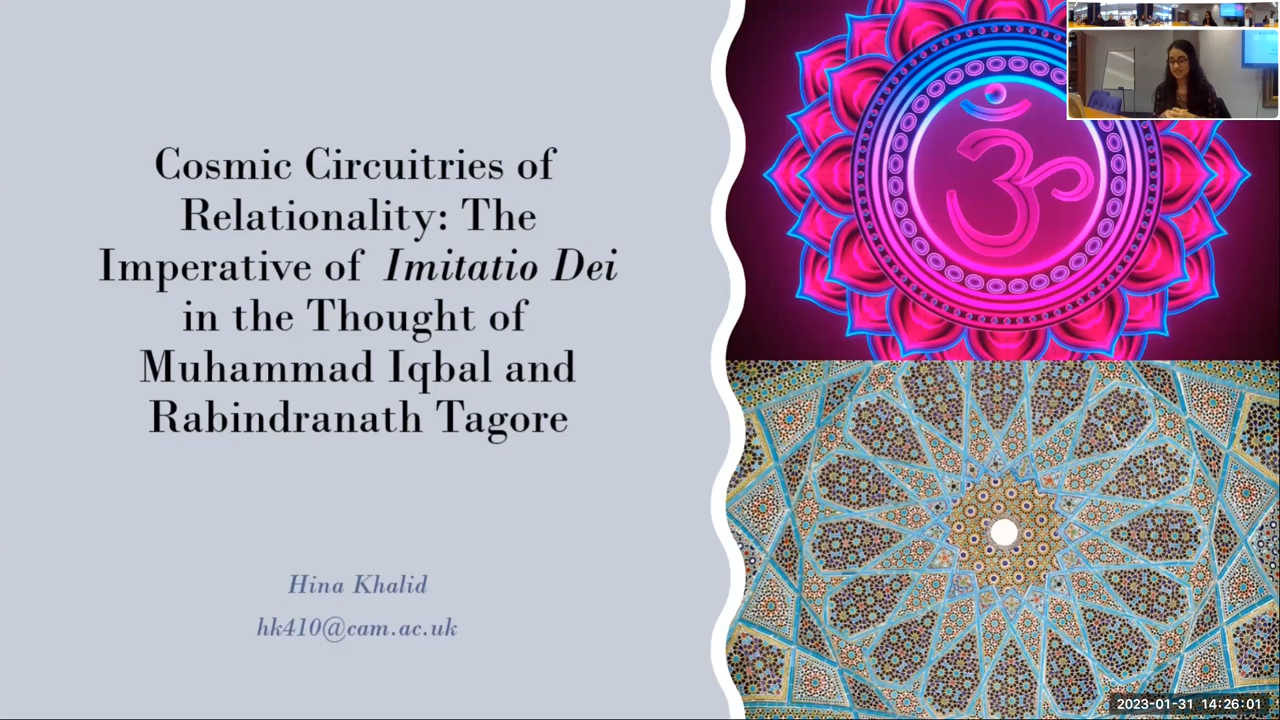 Cosmic Circuitries of
Relationality: The
Imperative of Imitatio Dei
in the Thought of
Muhammad Iqbal and
Rabindranath Tagore
Hina Khalid
hk410@cam.ac.uk
ॐ
2023-01-31 14:26:01